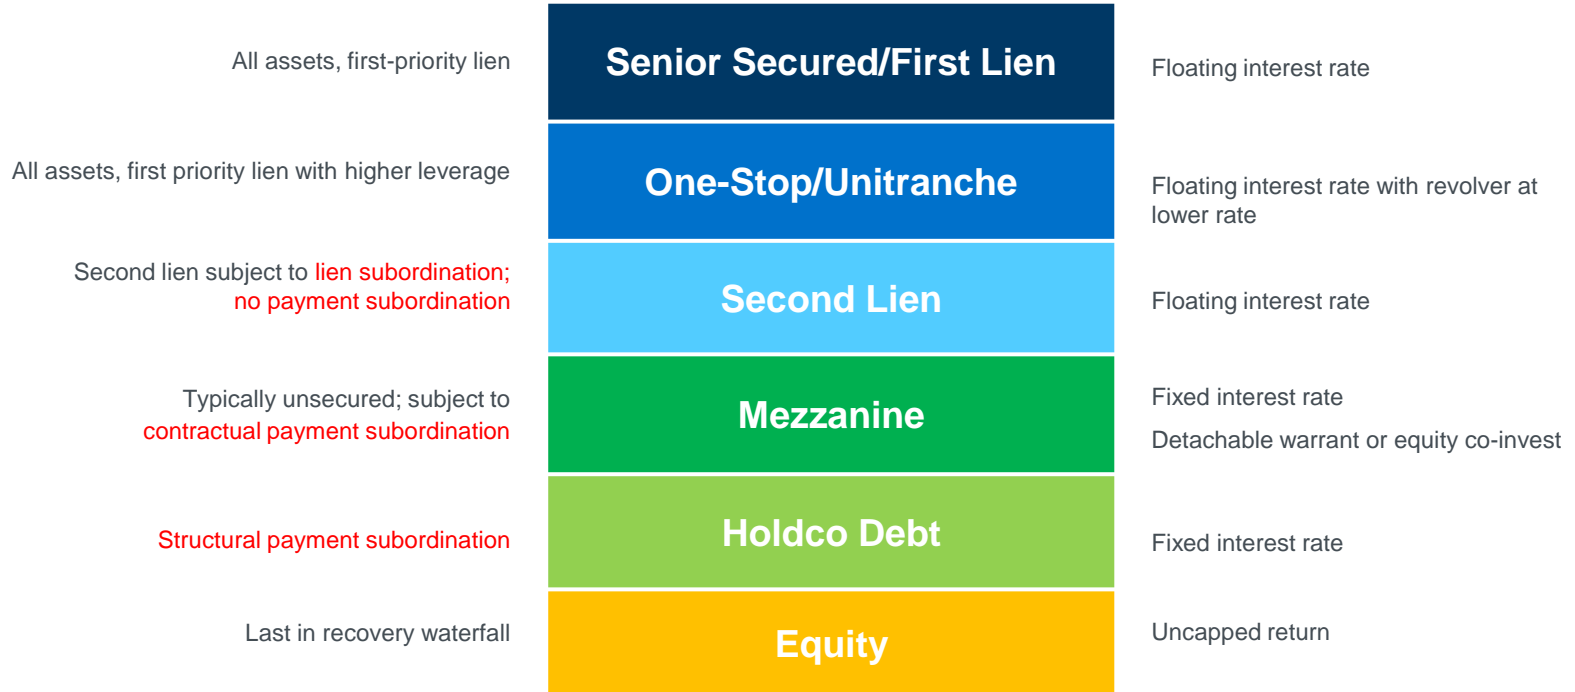 All assets, first-priority lien
Senior Secured/First Lien
Floating interest rate
All assets, first priority lien with higher leverage
One-Stop/Unitranche
Floating interest rate with revolver at
lower rate
Second lien subject to lien subordination;
no payment subordination
Second Lien
Floating interest rate
Typically unsecured; subject to
contractual payment subordination
Mezzanine
Fixed interest rate
Detachable warrant or equity co-invest
Structural payment subordination
Holdco Debt
Fixed interest rate
Last in recovery waterfall
Equity
Uncapped return